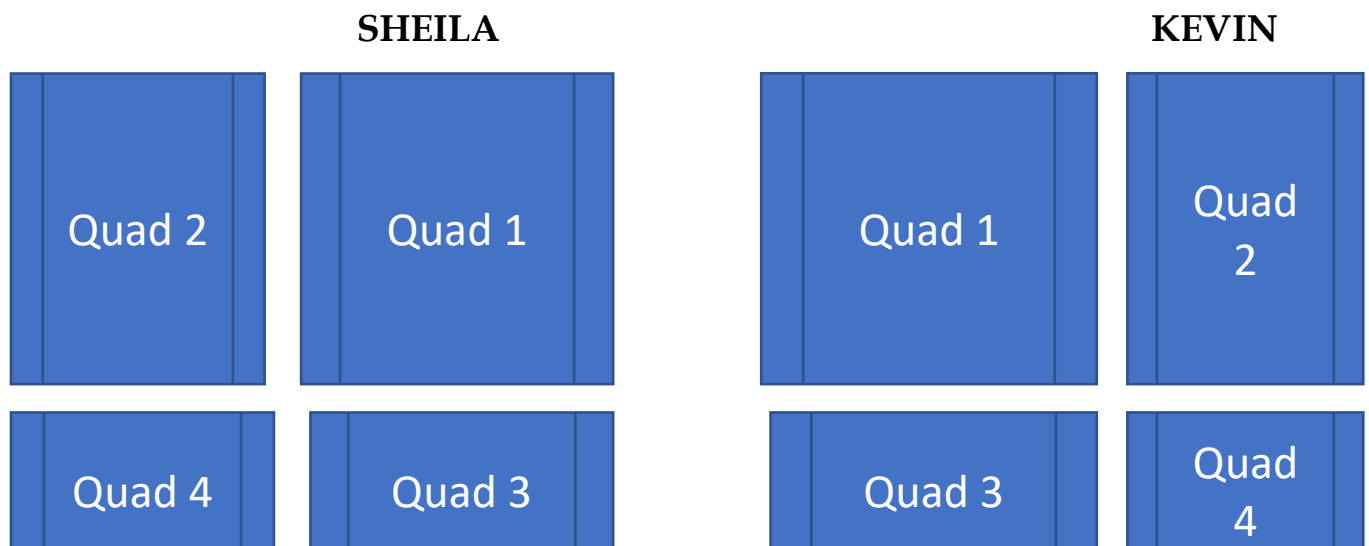 SHEILA
KEVIN
Quad 2
Quad 1
Quad 1
Quad
2
Quad 4
Quad 3
Quad 3
Quad
4